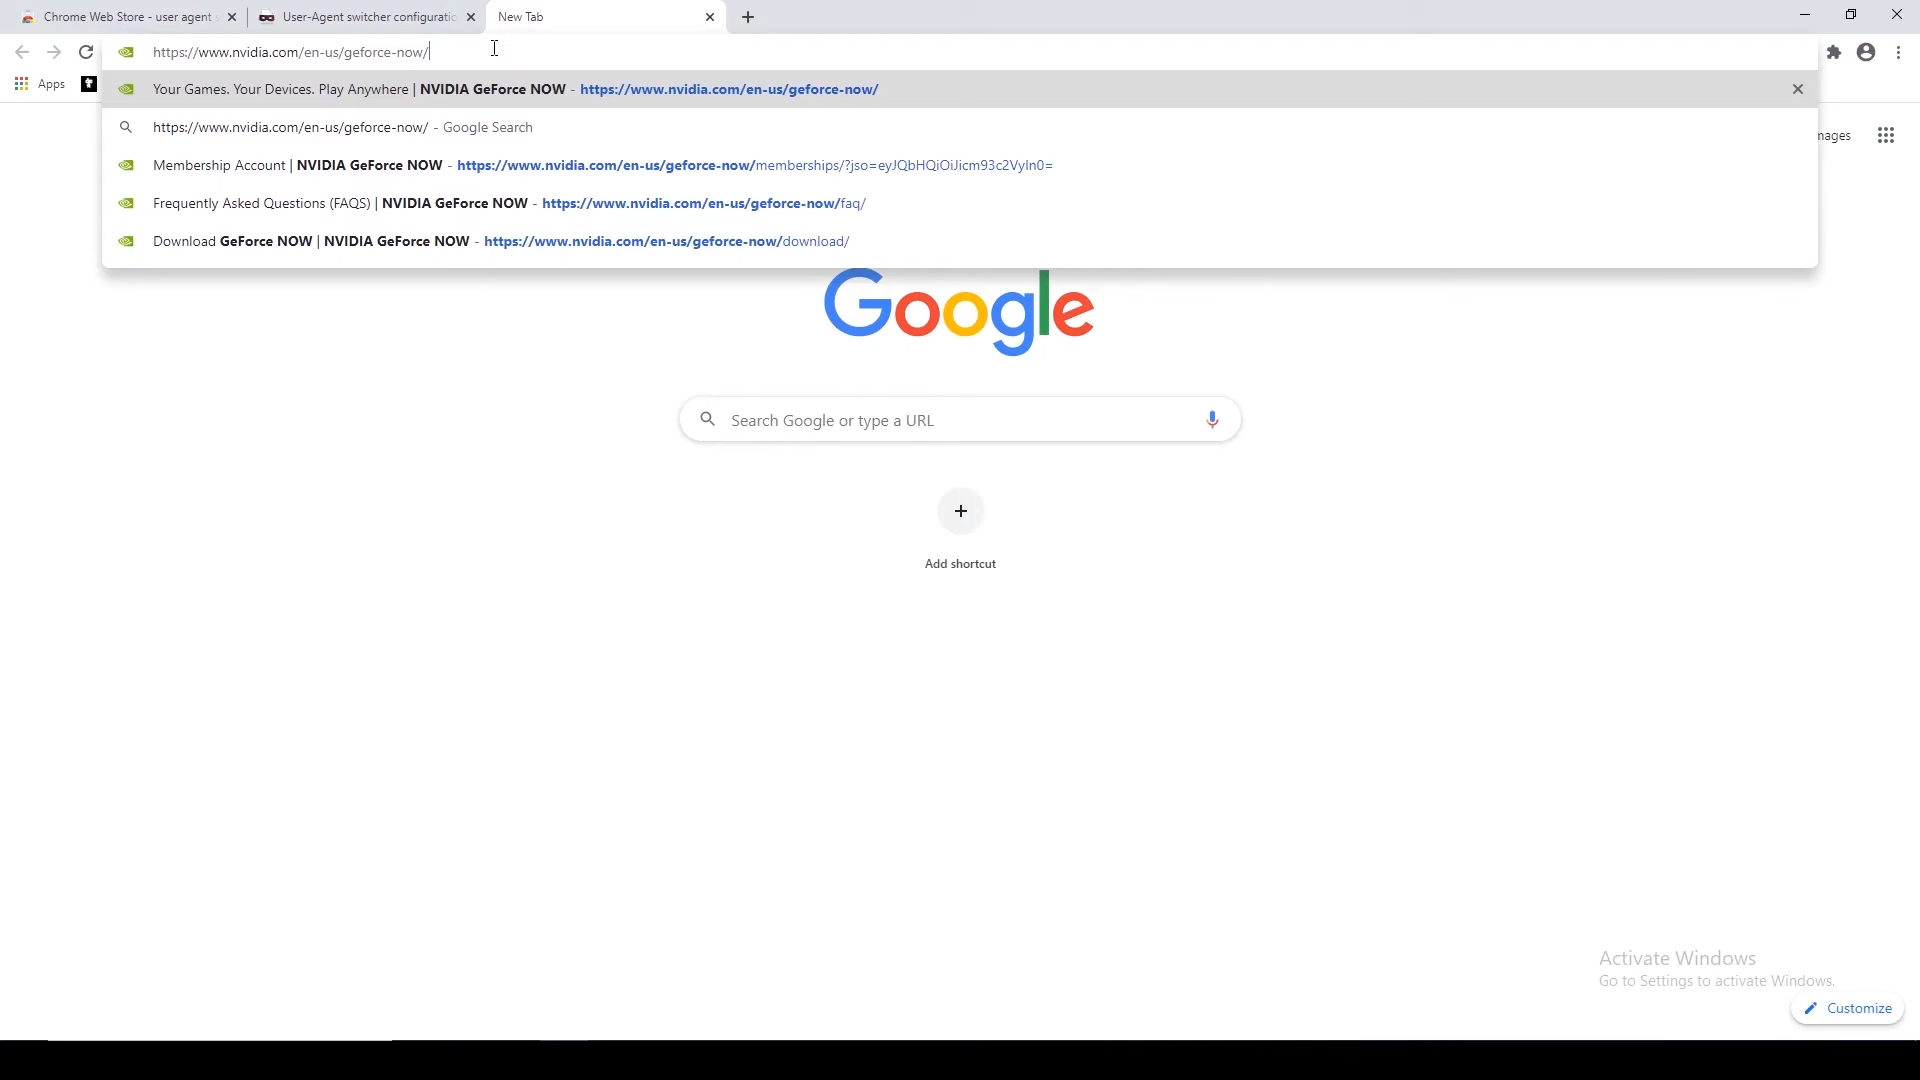 Chrome Web Store - user agent s
User-Agent switcher configuratio
New Tab
https://www.nvidia.com/en-us/geforce-now/
Apps
Your Games. Your Devices. Play Anywhere | NVIDIA GeForce NOW - https://www.nvidia.com/en-us/geforce-now/
https://www.nvidia.com/en-us/geforce-now/ - Google Search
mages
Membership Account | NVIDIA GeForce NOW - https://www.nvidia.com/en-us/geforce-now/memberships/?jso=eyJQbHQiOiJicm93c2VyIn0=
Frequently Asked Questions (FAQS) | NVIDIA GeForce NOW - https://www.nvidia.com/en-us/geforce-now/faq/
Download GeForce NOW | NVIDIA GeForce NOW - https://www.nvidia.com/en-us/geforce-now/download/
Google
Search Google or type a URL
Add shortcut
Activate Windows
Go to Settings to activate Windows.
Customize